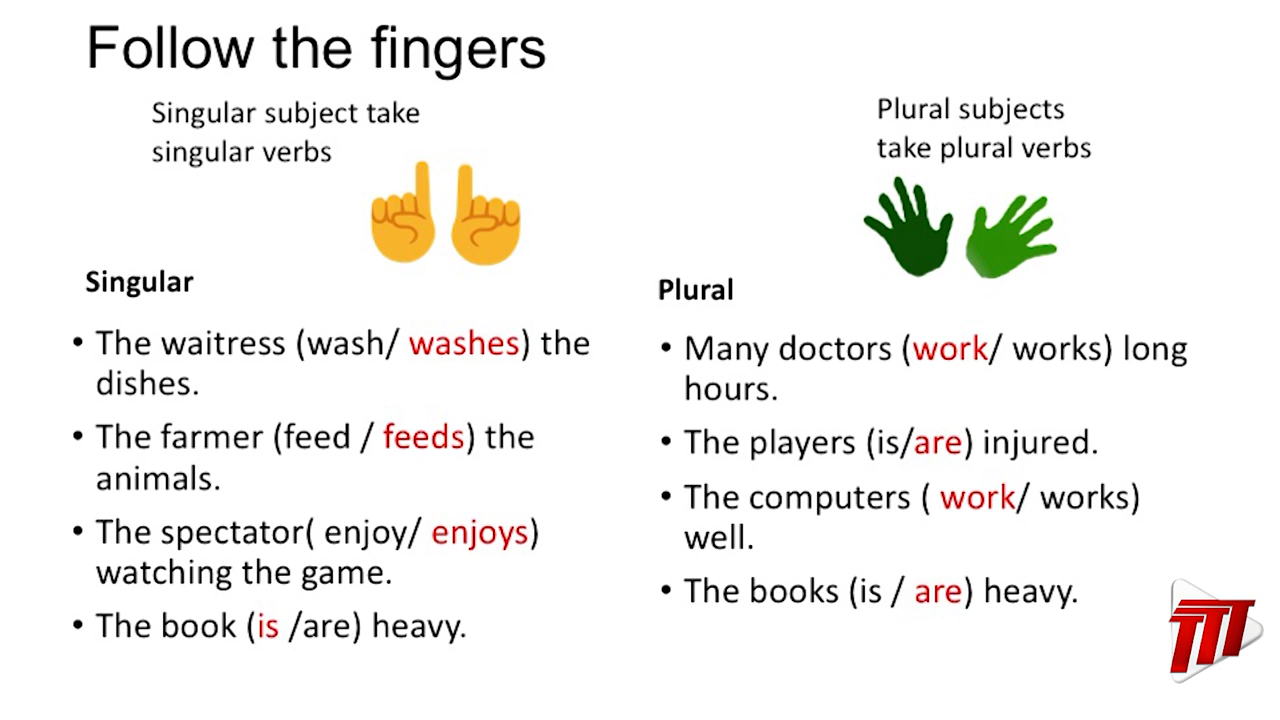 Follow the fingers
Singular subject take
singular verbs
Singular
• The waitress (wash/ washes) the
dishes.
• The farmer (feed / feeds) the
animals.
• The spectator( enjoy/ enjoys)
watching the game.
• The book (is /are) heavy.
Plural subjects
take plural verbs
Plural
• Many doctors (work/ works) long
hours.
• The players (is/are) injured.
• The computers ( work/ works)
well.
• The books (is / are) heavy.
TTT